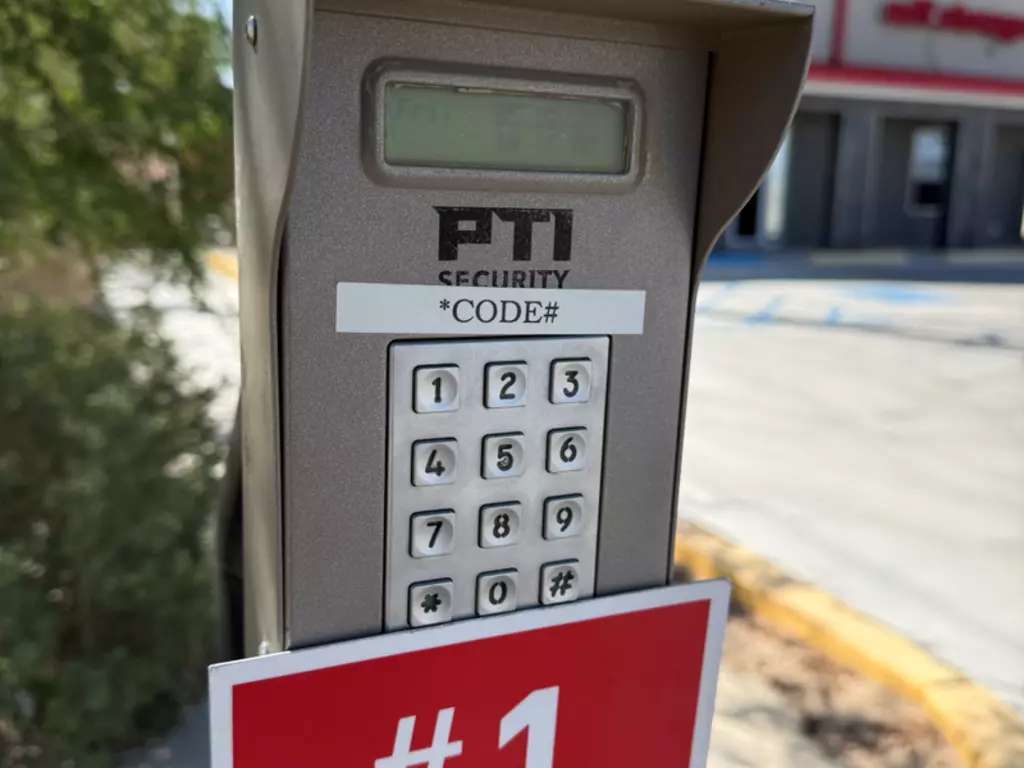 PTI
SECURITY
*CODE#
1 2 3
4 5 6
7 8 9
* 0 #
#1